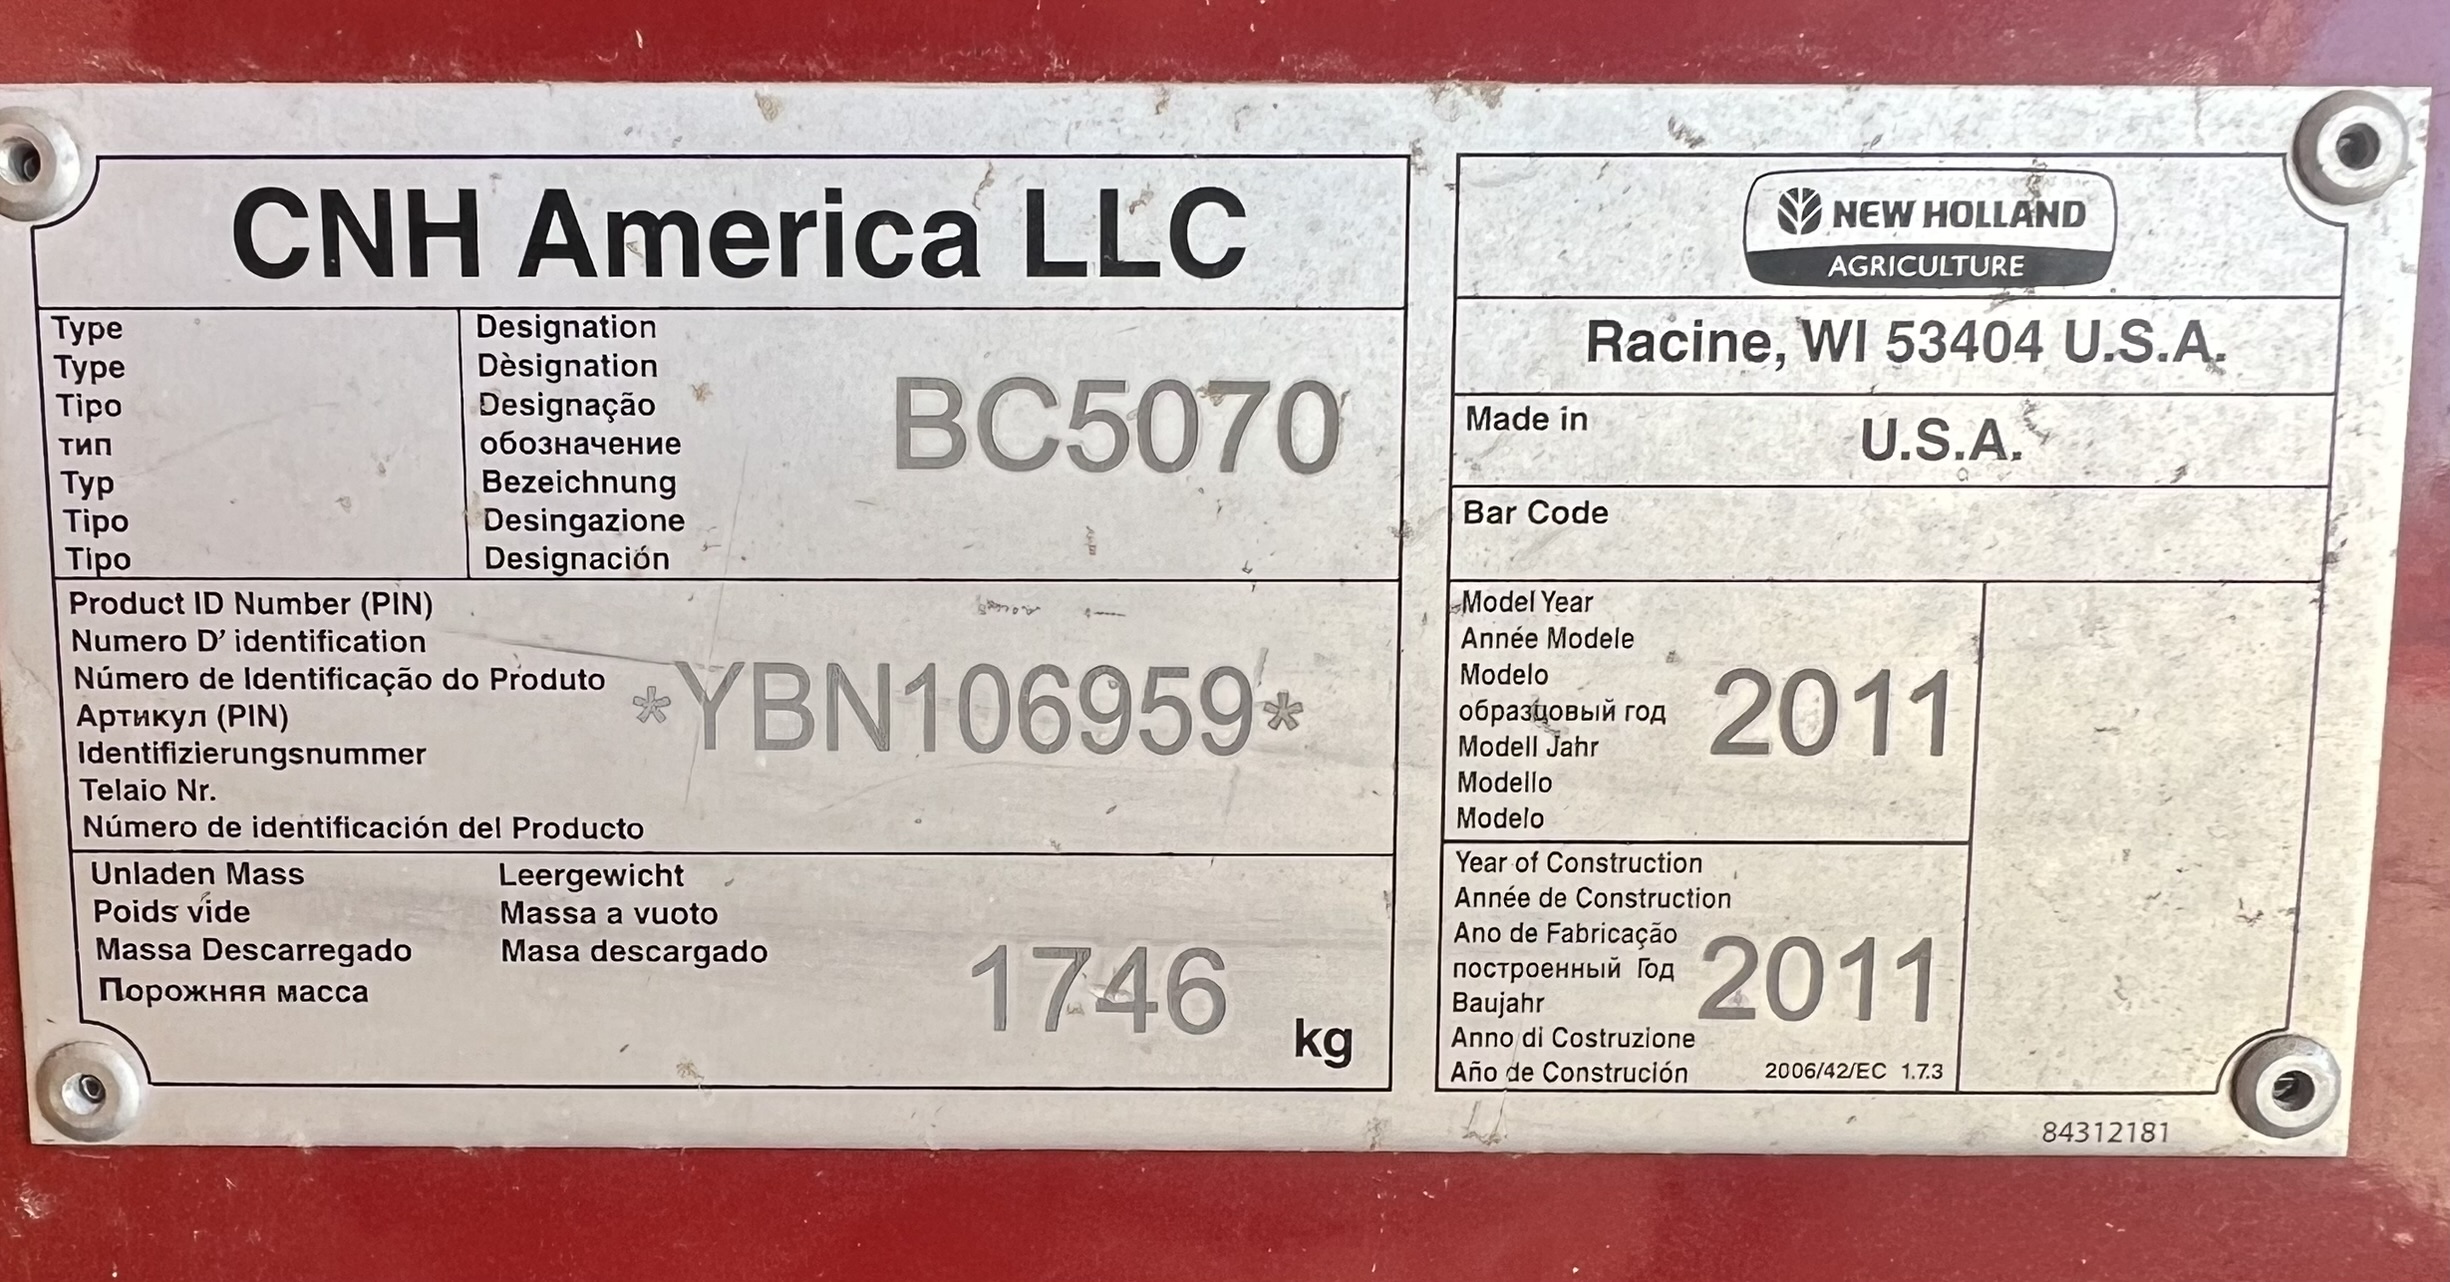 CNH America LLC
Type
Type
Tipo
тип
Typ
Tipo
Tipo
Designation
Dèsignation
Designação
обозначение
Bezeichnung
Desingazione
Designación
BC5070
Product ID Number (PIN)
Numero D' identification
Número de Identificação do Produto
Артикул (PIN)
Identifizierungsnummer
Telaio Nr.
Número de identificación del Producto
*YBN106959*
Unladen Mass
Poids vide
Massa Descarregado
Порожняя масса
Leergewicht
Massa a vuoto
Masa descargado
1746
kg
NEW HOLLAND
AGRICULTURE
Racine, WI 53404 U.S.A.
Made in
U.S.A.
Bar Code
Model Year
Année Modele
Modelo
образцовый год
Modell Jahr
Modello
Modelo
2011
Year of Construction
Année de Construction
Ano de Fabricação
построенный Год
Baujahr
Anno di Costruzione
Año de Construción
2011
2006/42/EC 1.7.3
84312181